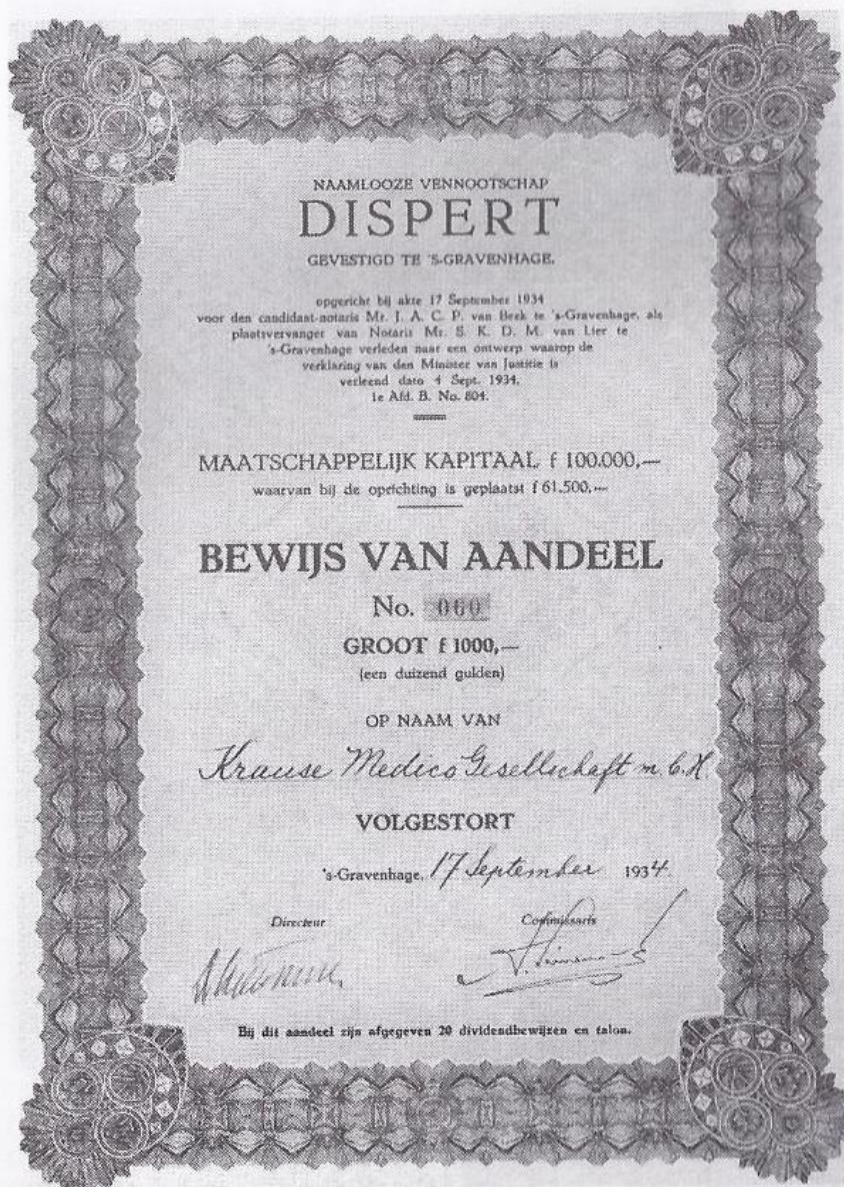 NAAMLOOZE VENNOOTSCHAP
DISPERT
GEVESTIGD TE 'S-GRAVENHAGE.
opgericht bij akte 17 September 1934
voor den candidaat-notaris Mr. J. A. C. P. van Beek te 's-Gravenhage, als
plaatsvervanger van Notaris Mr. S. K. D. M. van Lier te
's-Gravenhage verleden naar een ontwerp waarop de
verklaring van den Minister van Justitie is
verleend dato 4 Sept. 1934,
1e Afd. B. No. 804.
MAATSCHAPPELIJK KAPITAAL f 100.000,—
waarvan bij de oprichting is geplaatst f 61.500,—
BEWIJS VAN AANDEEL
No. 060
GROOT f 1000,—
(een duizend gulden)
OP NAAM VAN
Krause Medico Gesellschaft m.b.H.
VOLGESTORT
's-Gravenhage, 17 September 1934.
Directeur Commissaris
Bij dit aandeel zijn afgegeven 20 dividendbewijzen en talon.